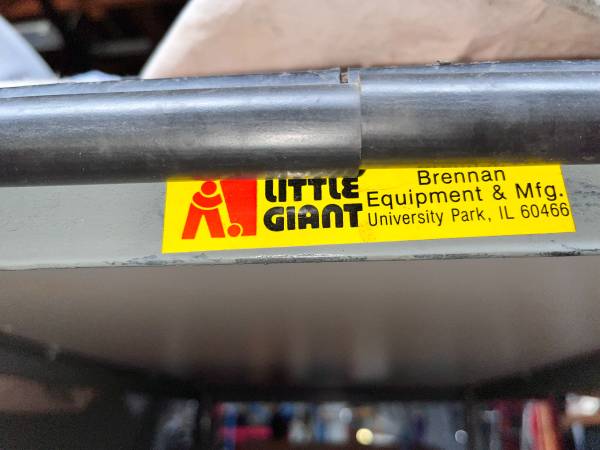 LITTLE
GIANT
Brennan
Equipment & Mfg.
University Park, IL 60466